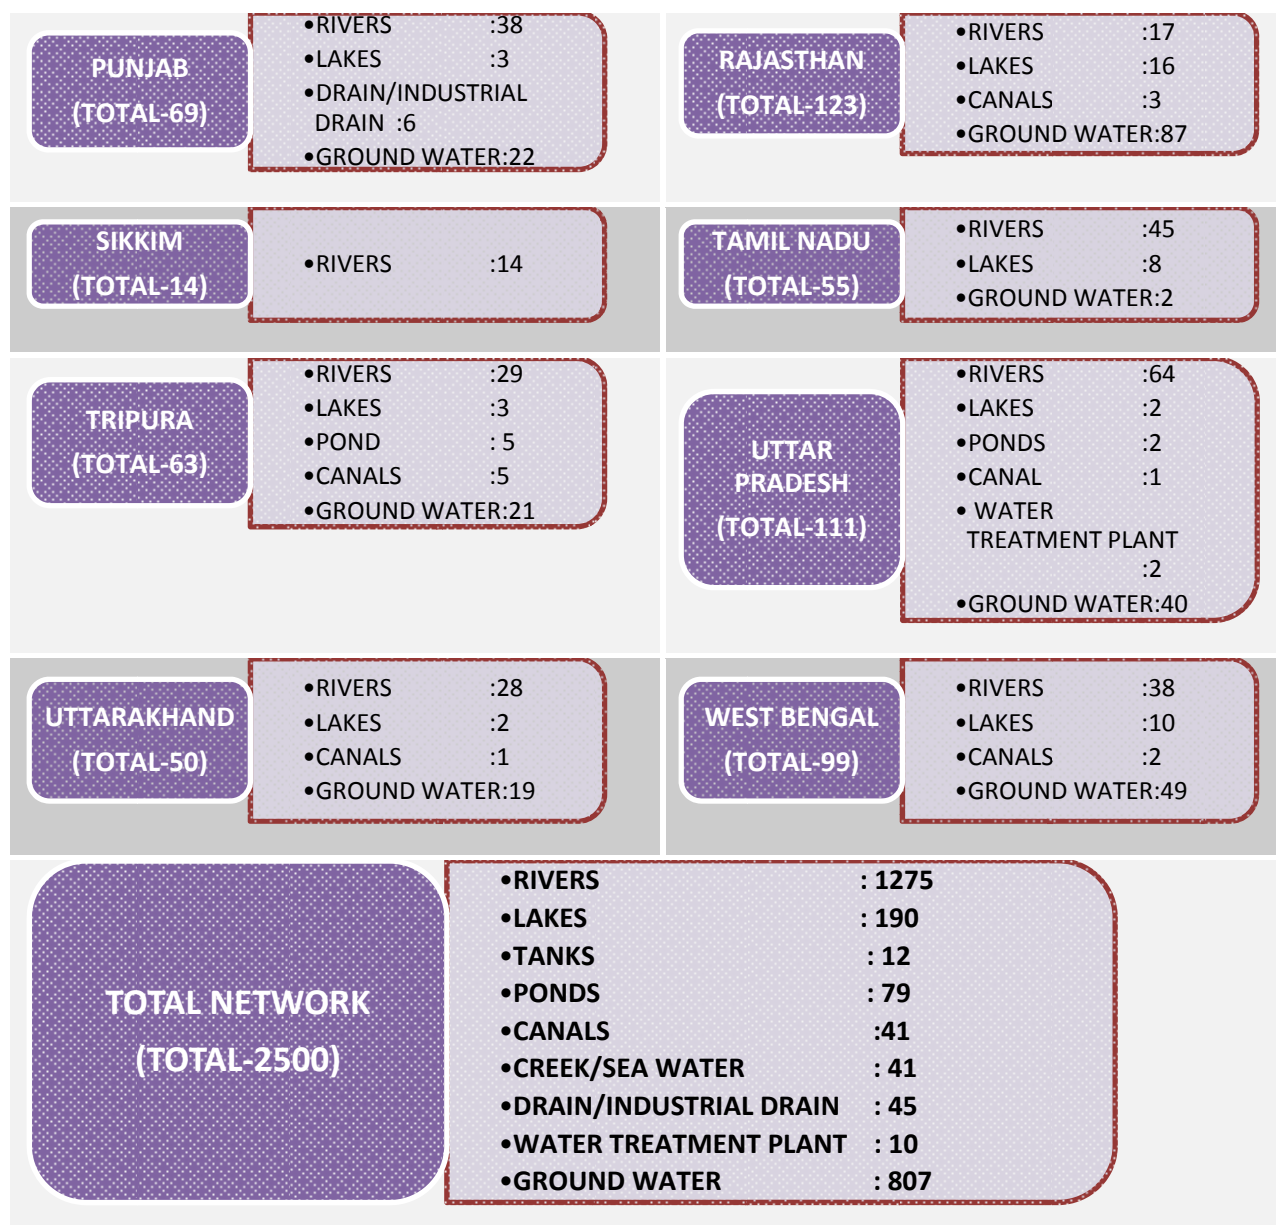 PUNJAB
(TOTAL-69)
•RIVERS :38
•LAKES :3
•DRAIN/INDUSTRIAL
DRAIN :6
•GROUND WATER:22
RAJASTHAN
(TOTAL-123)
•RIVERS :17
•LAKES :16
•CANALS :3
•GROUND WATER:87
SIKKIM
(TOTAL-14)
•RIVERS :14
TAMIL NADU
(TOTAL-55)
•RIVERS :45
•LAKES :8
•GROUND WATER:2
TRIPURA
(TOTAL-63)
•RIVERS :29
•LAKES :3
•POND : 5
•CANALS :5
•GROUND WATER:21
UTTAR
PRADESH
(TOTAL-111)
•RIVERS :64
•LAKES :2
•PONDS :2
•CANAL :1
• WATER
TREATMENT PLANT
:2
•GROUND WATER:40
UTTARAKHAND
(TOTAL-50)
•RIVERS :28
•LAKES :2
•CANALS :1
•GROUND WATER:19
WEST BENGAL
(TOTAL-99)
•RIVERS :38
•LAKES :10
•CANALS :2
•GROUND WATER:49
TOTAL NETWORK
(TOTAL-2500)
•RIVERS : 1275
•LAKES : 190
•TANKS : 12
•PONDS : 79
•CANALS :41
•CREEK/SEA WATER : 41
•DRAIN/INDUSTRIAL DRAIN : 45
•WATER TREATMENT PLANT : 10
•GROUND WATER : 807